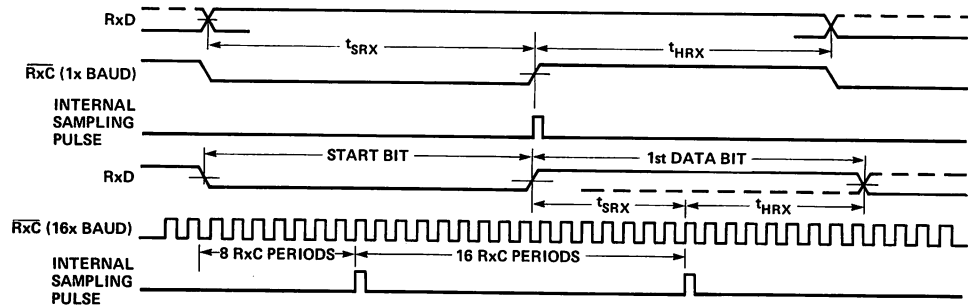 RxD
tSRX
tHRX
RxC (1x BAUD)
INTERNAL
SAMPLING
PULSE
START BIT
1st DATA BIT
RxD
tSRX
tHRX
RxC (16x BAUD)
8 RxC PERIODS
16 RxC PERIODS
INTERNAL
SAMPLING
PULSE